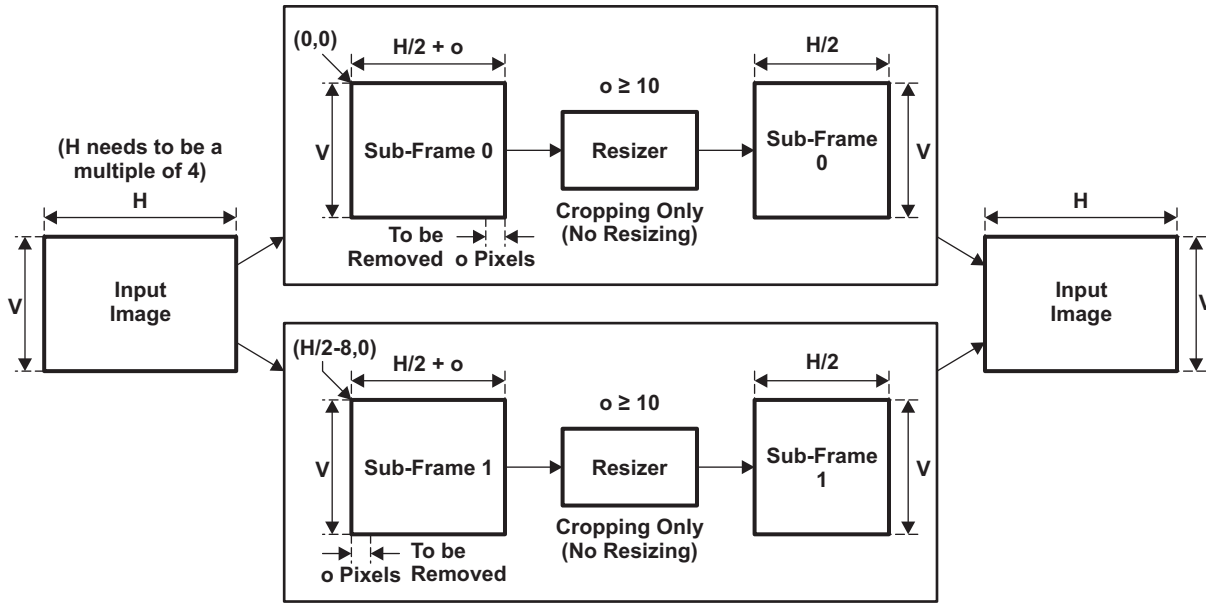 (H needs to be a
multiple of 4)
H
V
Input
Image
(0,0)
H/2 + o
V
Sub-Frame 0
To be
Removed
o Pixels
o ≥ 10
Resizer
Cropping Only
(No Resizing)
H/2
Sub-Frame
0
V
(H/2-8,0)
H/2 + o
V
Sub-Frame 1
o Pixels
To be
Removed
o ≥ 10
Resizer
Cropping Only
(No Resizing)
H/2
Sub-Frame
1
V
H
Input
Image
V